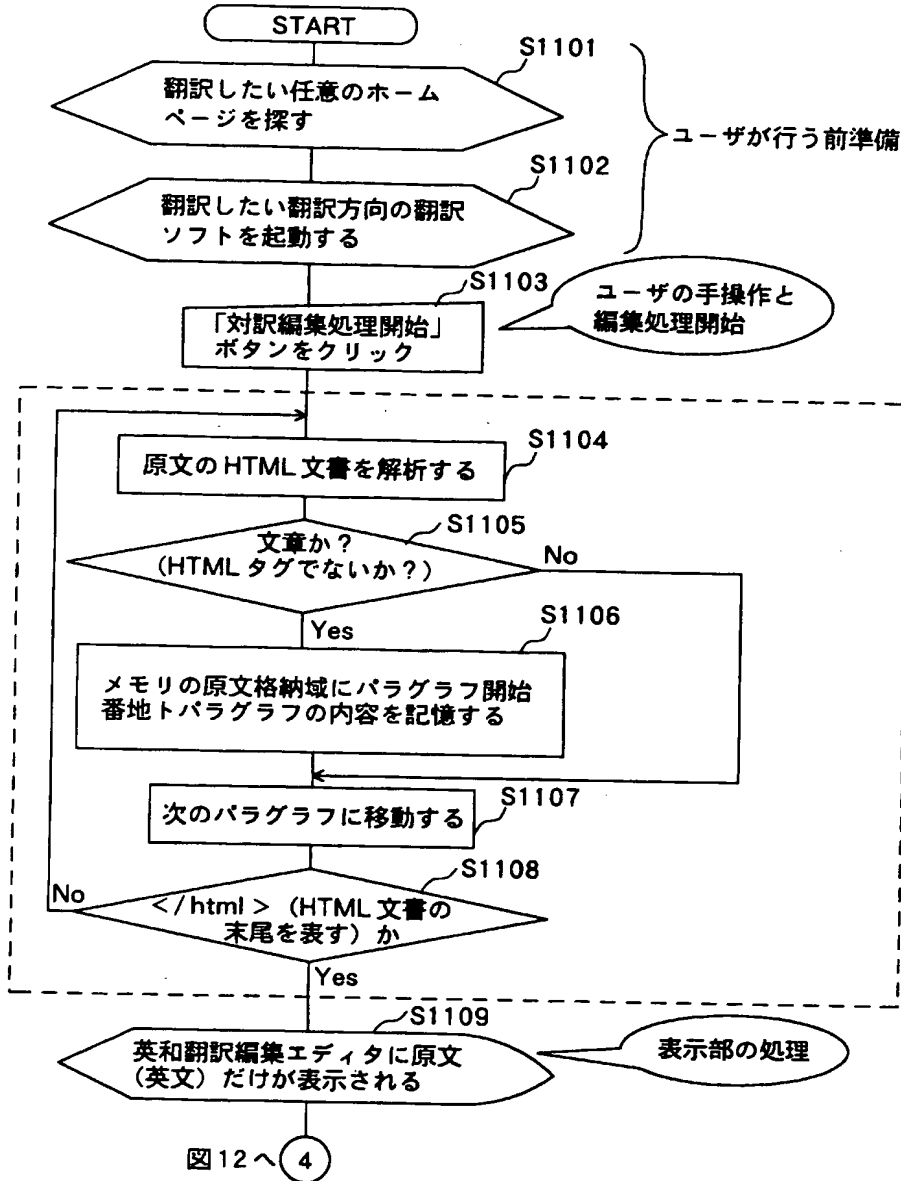 START
S1101
翻訳したい任意のホーム
ページを探す
ユーザが行う前準備
S1102
翻訳したい翻訳方向の翻訳
ソフトを起動する
S1103
「対訳編集処理開始」
ボタンをクリック
ユーザの手操作と
編集処理開始
S1104
原文のHTML文書を解析する
S1105
文章か？
（HTMLタグでないか？）
No
Yes
S1106
メモリの原文格納域にパラグラフ開始
番地トパラグラフの内容を記憶する
S1107
次のパラグラフに移動する
S1108
No
</html>（HTML文書の
末尾を表す）か
Yes
S1109
英和翻訳編集エディタに原文
（英文）だけが表示される
表示部の処理
図12へ 4